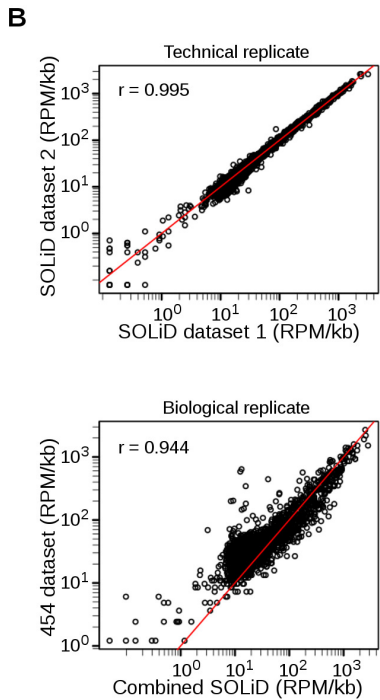 B
Technical replicate
r = 0.995
SOLiD dataset 2 (RPM/kb)
10³
10²
10¹
10⁰
10⁰ 10¹ 10² 10³
SOLiD dataset 1 (RPM/kb)
Biological replicate
r = 0.944
454 dataset (RPM/kb)
10³
10²
10¹
10⁰
10⁰ 10¹ 10² 10³
Combined SOLiD (RPM/kb)